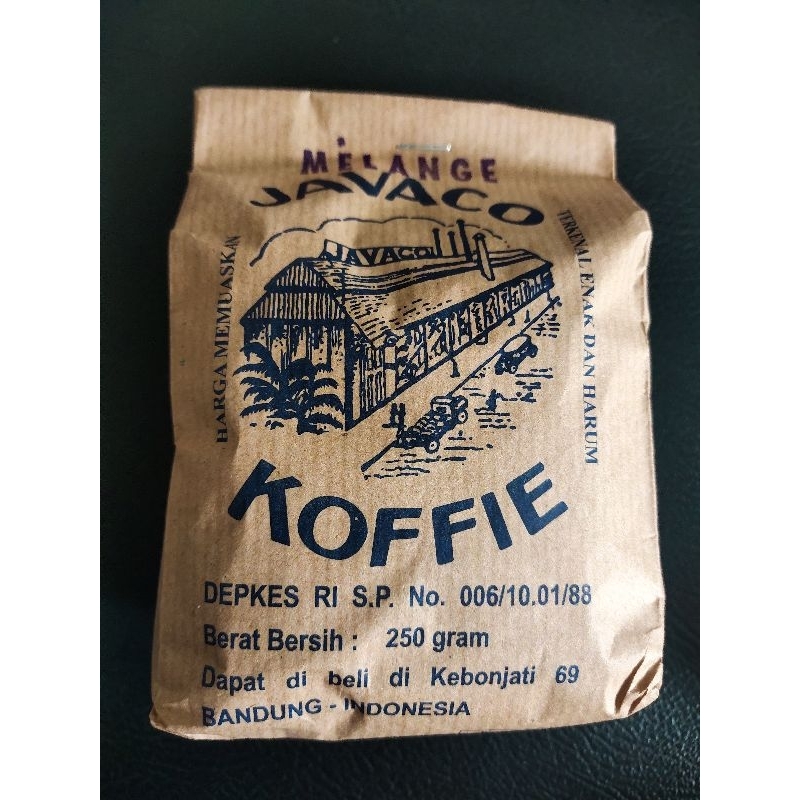 MELANGE
JAVACO
JAVACO
HARGA MEMUASKAN
TERKENAL ENAK DAN HARUM
KOFFIE
DEPKES RI S.P. No. 006/10.01/88
Berat Bersih : 250 gram
Dapat di beli di Kebonjati 69
BANDUNG - INDONESIA